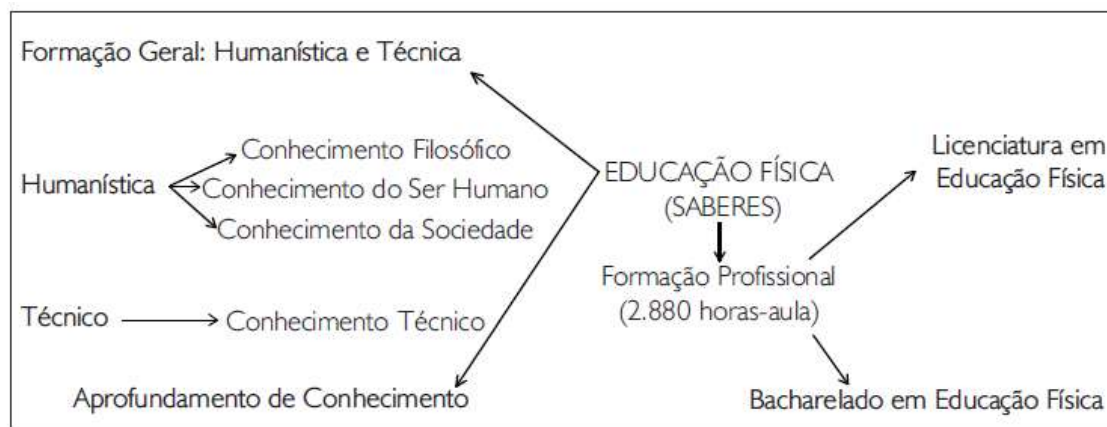 Formação Geral: Humanística e Técnica
Humanística
Conhecimento Filosófico
Conhecimento do Ser Humano
Conhecimento da Sociedade
Técnico
Conhecimento Técnico
Aprofundamento de Conhecimento
EDUCAÇÃO FÍSICA
(SABERES)
Formação Profissional
(2.880 horas-aula)
Licenciatura em
Educação Física
Bacharelado em Educação Física